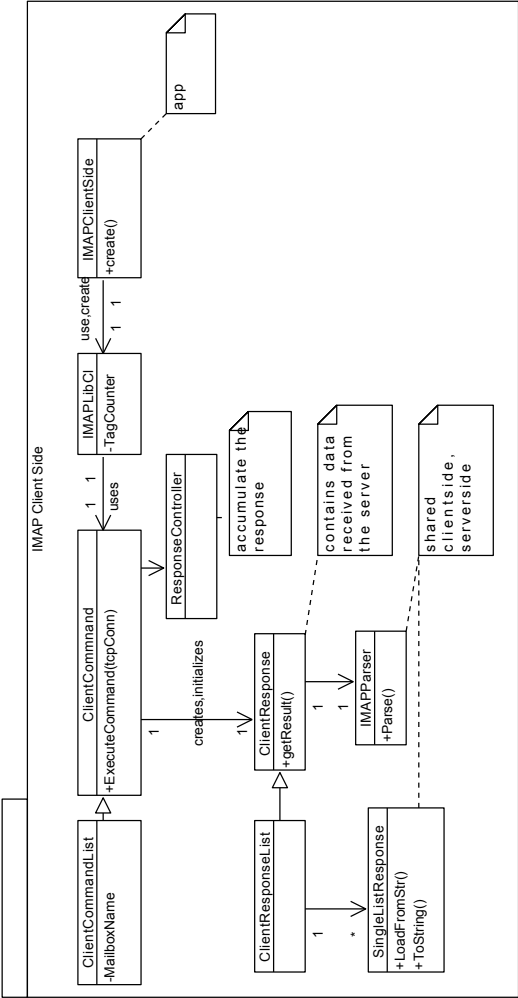 IMAP Client Side
ClientCommandList
-MailboxName
ClientCommmand
+ExecuteCommand(tcpConn)
1
1
uses
IMAPLibCl
-TagCounter
use,create
1
1
IMAPClientSide
+create()
app
ResponseController
accumulate the
response
1
creates,initializes
1
ClientResponseList
ClientResponse
+getResult()
contains data
received from
the server
1
*
1
1
SingleListResponse
+LoadFromStr()
+ToString()
IMAPParser
+Parse()
shared
clientside,
serverside